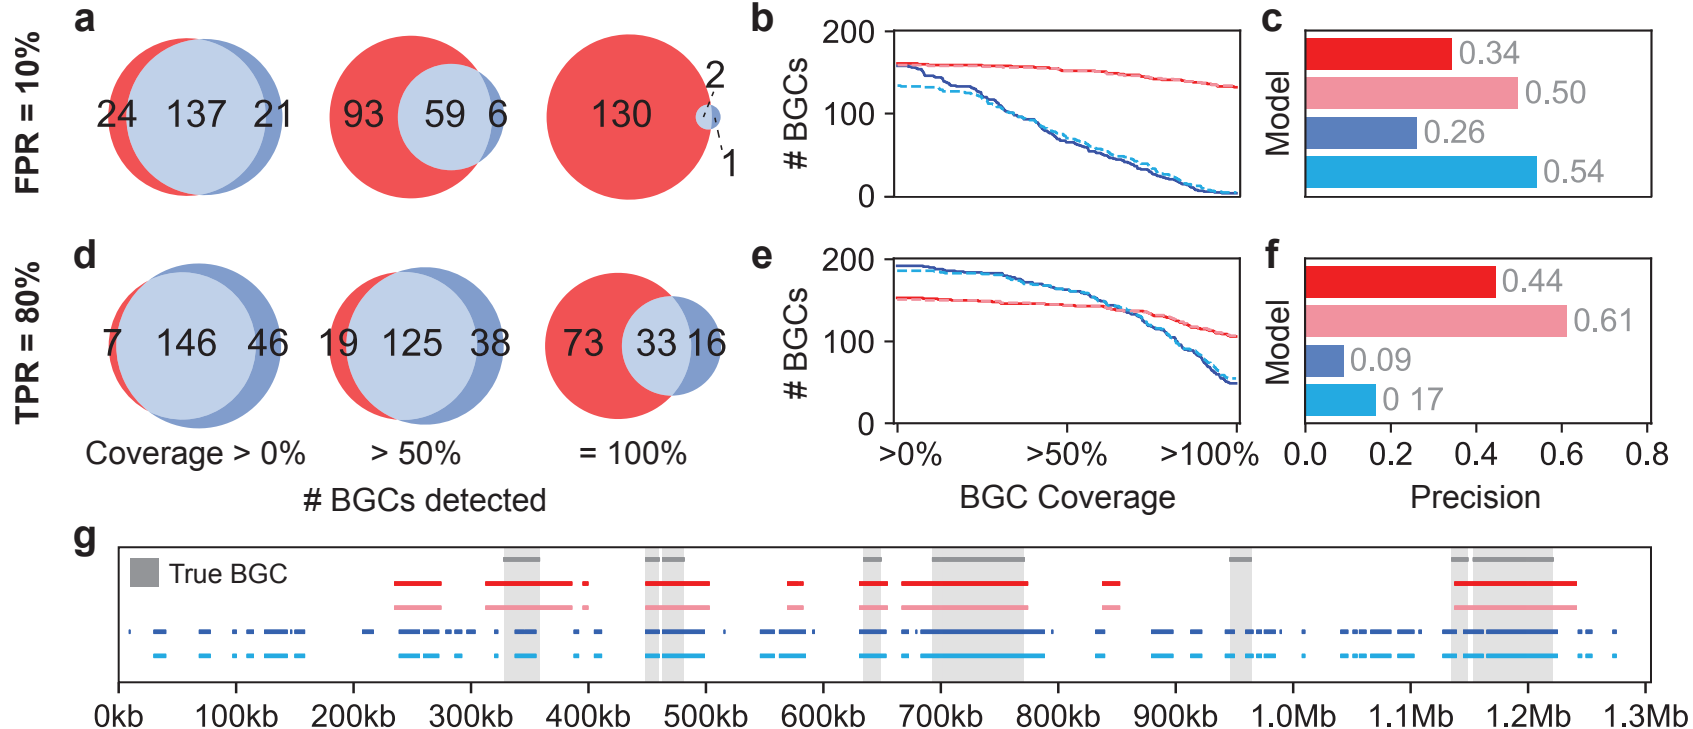 a
FPR = 10%
24 137 21
93 59 6
130 2 1
b
# BGCs
200
100
0
c
Model
0.34
0.50
0.26
0.54
d
TPR = 80%
7 146 46
19 125 38
73 33 16
Coverage > 0% > 50% = 100%
# BGCs detected
e
# BGCs
200
100
0
>0% >50% >100%
BGC Coverage
f
Model
0.44
0.61
0.09
0 17
0.0 0.2 0.4 0.6 0.8
Precision
g
True BGC
0kb 100kb 200kb 300kb 400kb 500kb 600kb 700kb 800kb 900kb 1.0Mb 1.1Mb 1.2Mb 1.3Mb